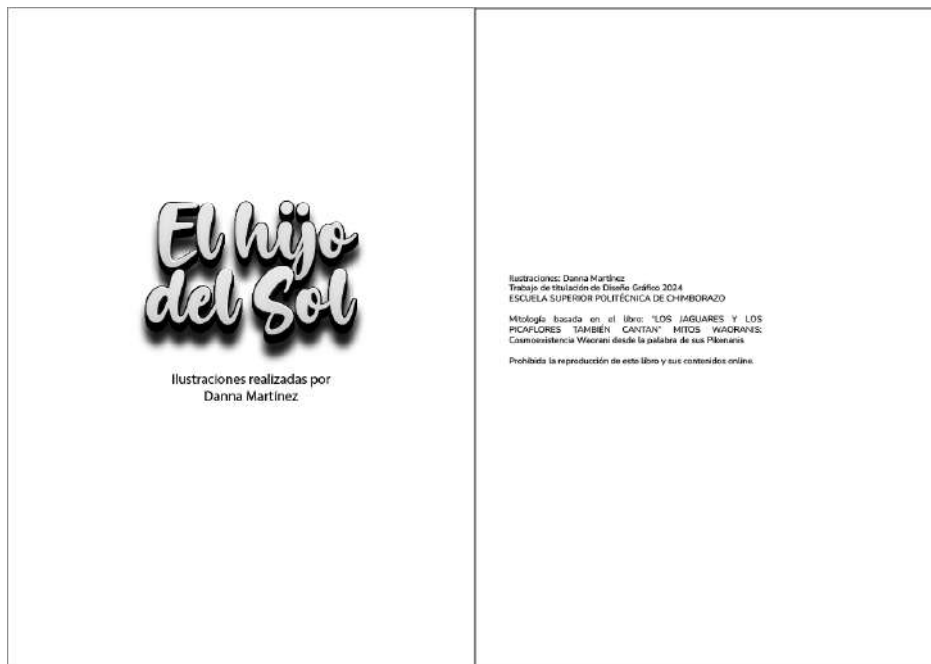 El hijo
del Sol
Ilustraciones realizadas por
Danna Martínez
Ilustraciones: Danna Martínez
Trabajo de titulación de Diseño Gráfico 2024
ESCUELA SUPERIOR POLITÉCNICA DE CHIMBORAZO
Mitología basada en el libro: "LOS JAGUARES Y LOS
PICAFLORES TAMBIÉN CANTAN" MITOS WAORANIS:
Cosmoexistencia Waorani desde la palabra de sus Pikenanis
Prohibida la reproducción de este libro y sus contenidos online.